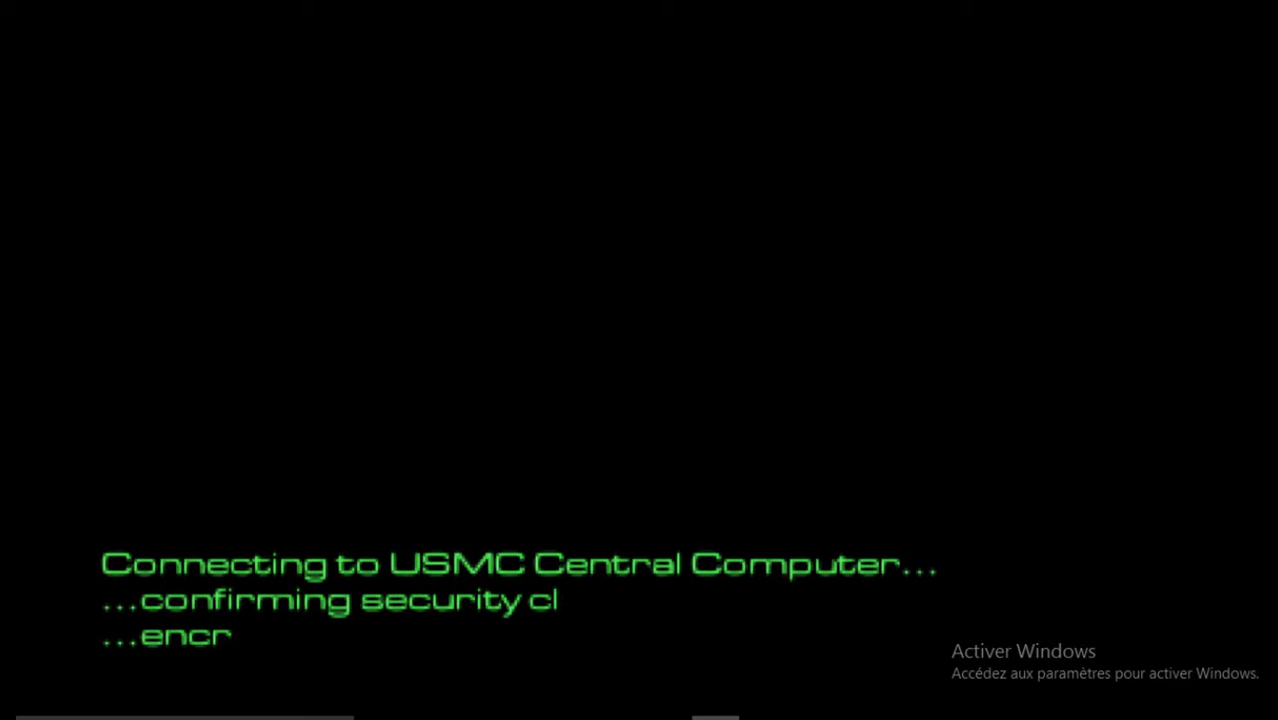 Connecting to USMC Central Computer...
...confirming security cl
...encr
Activer Windows
Accédez aux paramètres pour activer Windows.